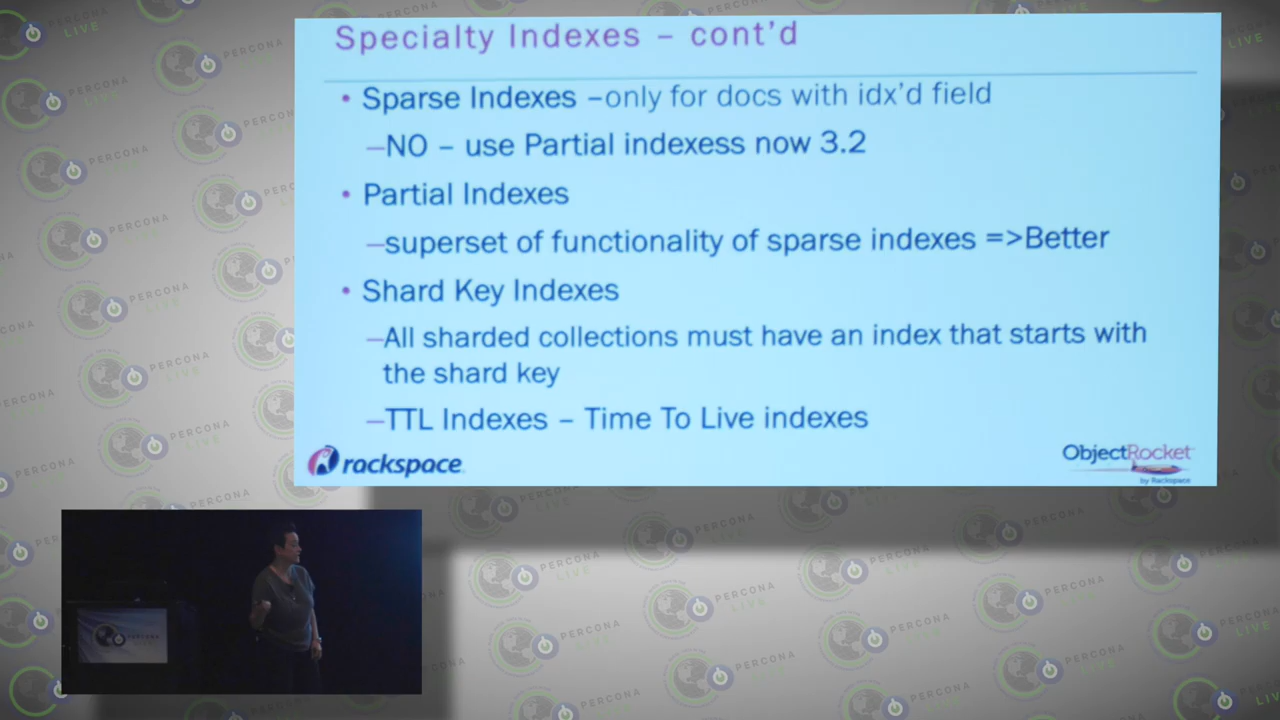 Specialty Indexes – cont'd
• Sparse Indexes –only for docs with idx'd field
–NO – use Partial indexess now 3.2
• Partial Indexes
–superset of functionality of sparse indexes =>Better
• Shard Key Indexes
–All sharded collections must have an index that starts with
the shard key
–TTL Indexes – Time To Live indexes
rackspace
ObjectRocket
by Rackspace
PERCONA
LIVE